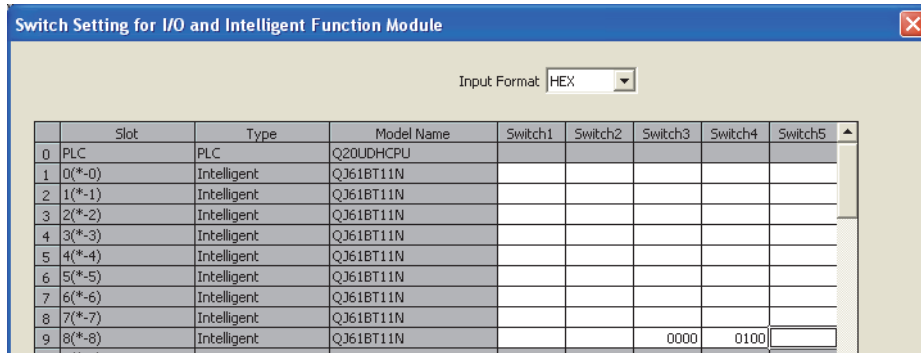 Switch Setting for I/O and Intelligent Function Module
Input Format HEX
Slot Type Model Name Switch1 Switch2 Switch3 Switch4 Switch5
0 PLC PLC Q20UDHCPU
1 0(*-0) Intelligent QJ61BT11N
2 1(*-1) Intelligent QJ61BT11N
3 2(*-2) Intelligent QJ61BT11N
4 3(*-3) Intelligent QJ61BT11N
5 4(*-4) Intelligent QJ61BT11N
6 5(*-5) Intelligent QJ61BT11N
7 6(*-6) Intelligent QJ61BT11N
8 7(*-7) Intelligent QJ61BT11N
9 8(*-8) Intelligent QJ61BT11N 0000 0100